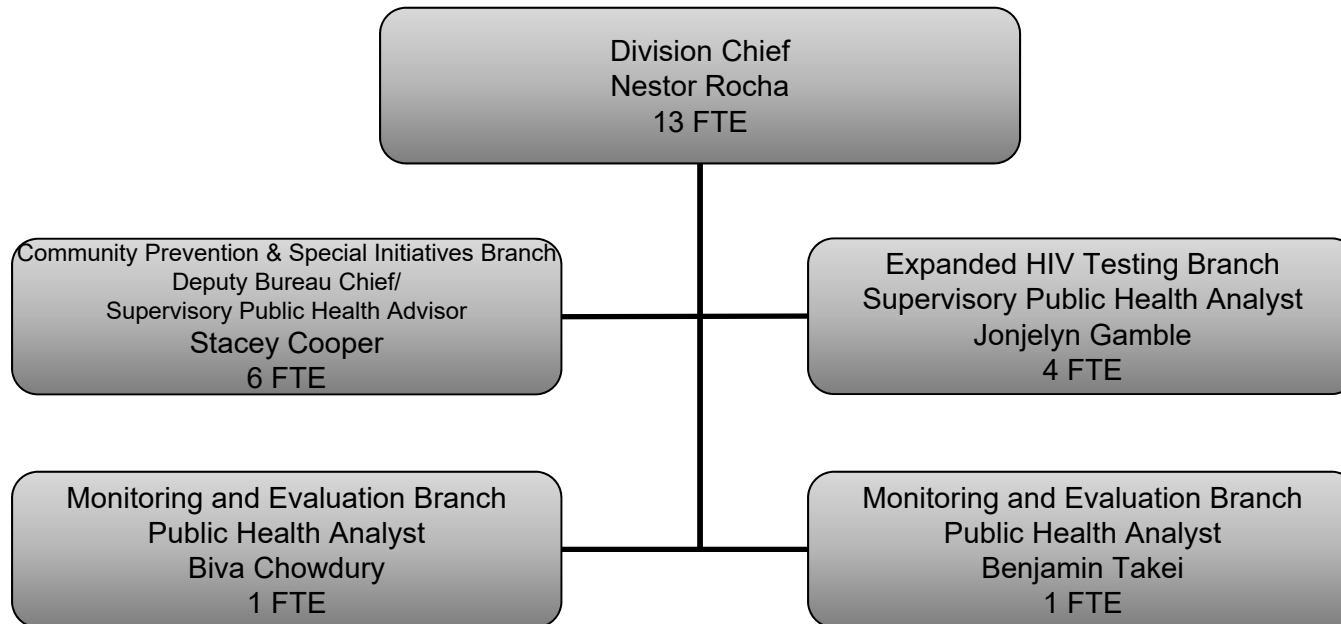 Division Chief
Nestor Rocha
13 FTE
Community Prevention & Special Initiatives Branch
Deputy Bureau Chief/
Supervisory Public Health Advisor
Stacey Cooper
6 FTE
Expanded HIV Testing Branch
Supervisory Public Health Analyst
Jonjelyn Gamble
4 FTE
Monitoring and Evaluation Branch
Public Health Analyst
Biva Chowdury
1 FTE
Monitoring and Evaluation Branch
Public Health Analyst
Benjamin Takei
1 FTE